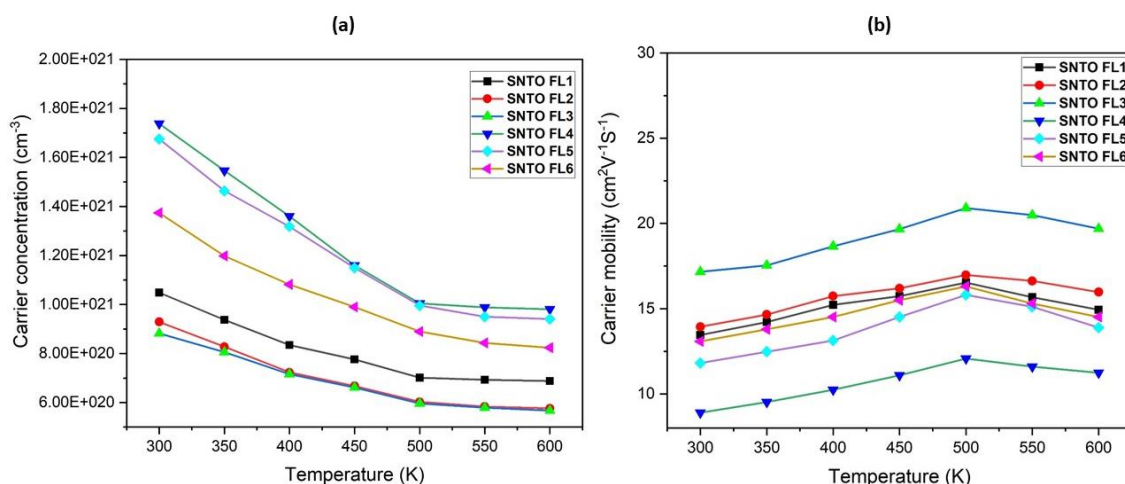 (a)
2.00E+021
1.80E+021
1.60E+021
1.40E+021
1.20E+021
1.00E+021
8.00E+020
6.00E+020
Carrier concentration (cm-3)
SNTO FL1
SNTO FL2
SNTO FL3
SNTO FL4
SNTO FL5
SNTO FL6
300 350 400 450 500 550 600
Temperature (K)
(b)
30
25
20
15
10
Carrier mobility (cm2V-1S-1)
SNTO FL1
SNTO FL2
SNTO FL3
SNTO FL4
SNTO FL5
SNTO FL6
300 350 400 450 500 550 600
Temperature (K)